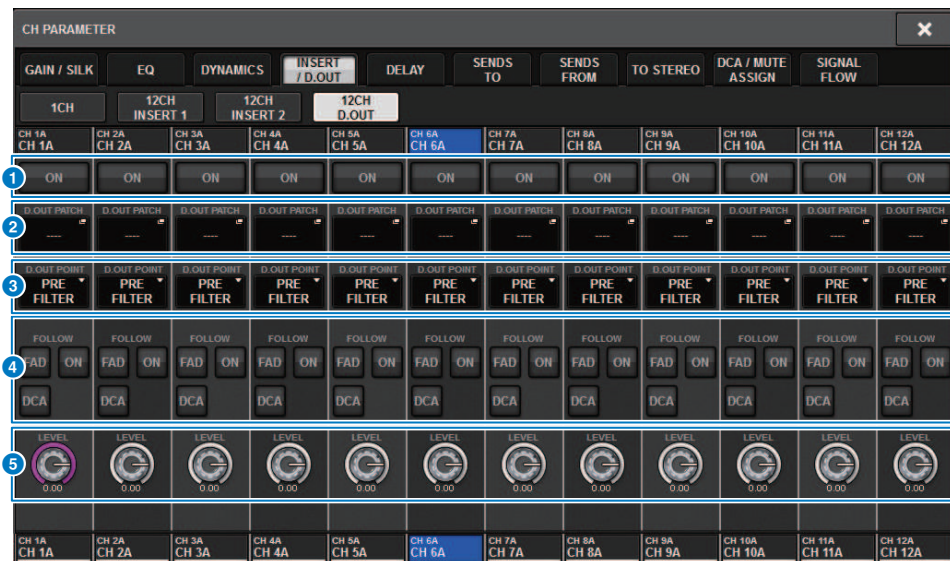 CH PARAMETER
GAIN / SILK EQ DYNAMICS INSERT / D.OUT DELAY SENDS TO SENDS FROM TO STEREO DCA / MUTE ASSIGN SIGNAL FLOW
1CH 12CH INSERT 1 12CH INSERT 2 12CH D.OUT
CH 1A CH 2A CH 3A CH 4A CH 5A CH 6A CH 7A CH 8A CH 9A CH 10A CH 11A CH 12A
CH 1A CH 2A CH 3A CH 4A CH 5A CH 6A CH 7A CH 8A CH 9A CH 10A CH 11A CH 12A
1 ON ON ON ON ON ON ON ON ON ON ON ON
D.OUT PATCH D.OUT PATCH D.OUT PATCH D.OUT PATCH D.OUT PATCH D.OUT PATCH D.OUT PATCH D.OUT PATCH D.OUT PATCH D.OUT PATCH D.OUT PATCH D.OUT PATCH
2 ---- ---- ---- ---- ---- ---- ---- ---- ---- ---- ---- ----
D.OUT POINT D.OUT POINT D.OUT POINT D.OUT POINT D.OUT POINT D.OUT POINT D.OUT POINT D.OUT POINT D.OUT POINT D.OUT POINT D.OUT POINT D.OUT POINT
3 PRE PRE PRE PRE PRE PRE PRE PRE PRE PRE PRE PRE
FILTER FILTER FILTER FILTER FILTER FILTER FILTER FILTER FILTER FILTER FILTER FILTER
FOLLOW FOLLOW FOLLOW FOLLOW FOLLOW FOLLOW FOLLOW FOLLOW FOLLOW FOLLOW FOLLOW FOLLOW
4 FAD ON FAD ON FAD ON FAD ON FAD ON FAD ON FAD ON FAD ON FAD ON FAD ON FAD ON FAD ON
DCA DCA DCA DCA DCA DCA DCA DCA DCA DCA DCA DCA
LEVEL LEVEL LEVEL LEVEL LEVEL LEVEL LEVEL LEVEL LEVEL LEVEL LEVEL LEVEL
5
0.00 0.00 0.00 0.00 0.00 0.00 0.00 0.00 0.00 0.00 0.00 0.00
CH 1A CH 2A CH 3A CH 4A CH 5A CH 6A CH 7A CH 8A CH 9A CH 10A CH 11A CH 12A
CH 1A CH 2A CH 3A CH 4A CH 5A CH 6A CH 7A CH 8A CH 9A CH 10A CH 11A CH 12A